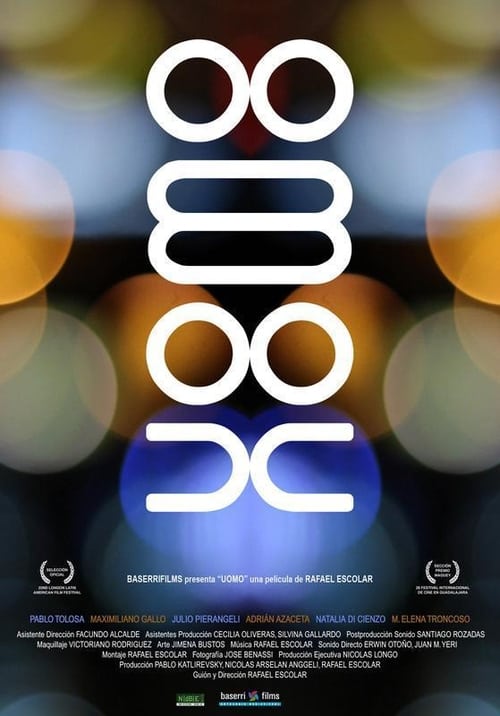 UOMO
SELECCIÓN
OFICIAL
22ND LONDON LATIN
AMERICAN FILM FESTIVAL
SECCIÓN
PREMIO
MAGUEY
FESTIVAL INTERNACIONAL
DE CINE EN GUADALAJARA
BASERRIFILMS presenta "UOMO" una película de RAFAEL ESCOLAR
PABLO TOLOSA MAXIMILIANO GALLO JULIO PIERANGELI ADRIÁN AZACETA NATALIA DI CIENZO M. ELENA TRONCOSO
Asistente Dirección FACUNDO ALCALDE Asistentes Producción CECILIA OLIVERAS, SILVINA GALLARDO Postproducción Sonido SANTIAGO ROZADAS
Maquillaje VICTORIANO RODRIGUEZ Arte JIMENA BUSTOS Música RAFAEL ESCOLAR Sonido Directo ERWIN OTOÑO, JUAN M. YERI
Montaje RAFAEL ESCOLAR Fotografía JOSE BENASSI Producción Ejecutiva NICOLÁS LONGO
Producción PABLO KATLIREVSKY, NICOLAS ARSELAN ANGGELI, RAFAEL ESCOLAR
Guión y Dirección RAFAEL ESCOLAR
baserri films